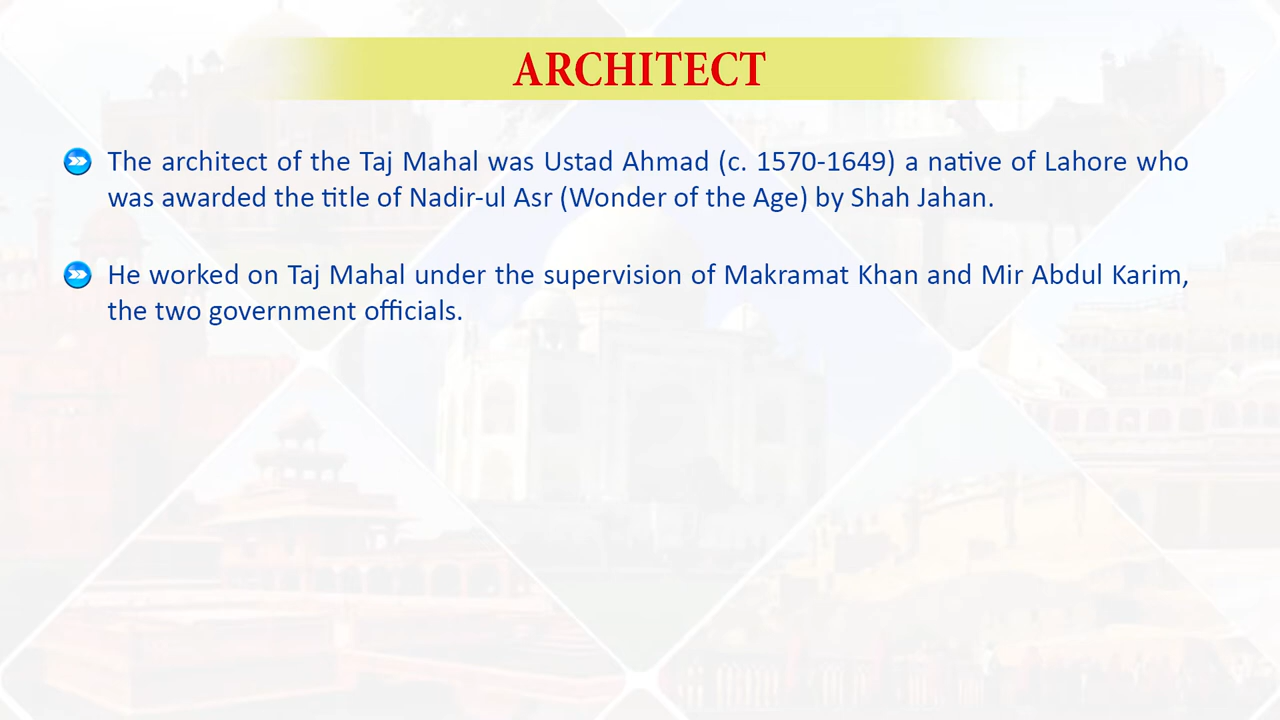 ARCHITECT
The architect of the Taj Mahal was Ustad Ahmad (c. 1570-1649) a native of Lahore who
was awarded the title of Nadir-ul Asr (Wonder of the Age) by Shah Jahan.
He worked on Taj Mahal under the supervision of Makramat Khan and Mir Abdul Karim,
the two government officials.